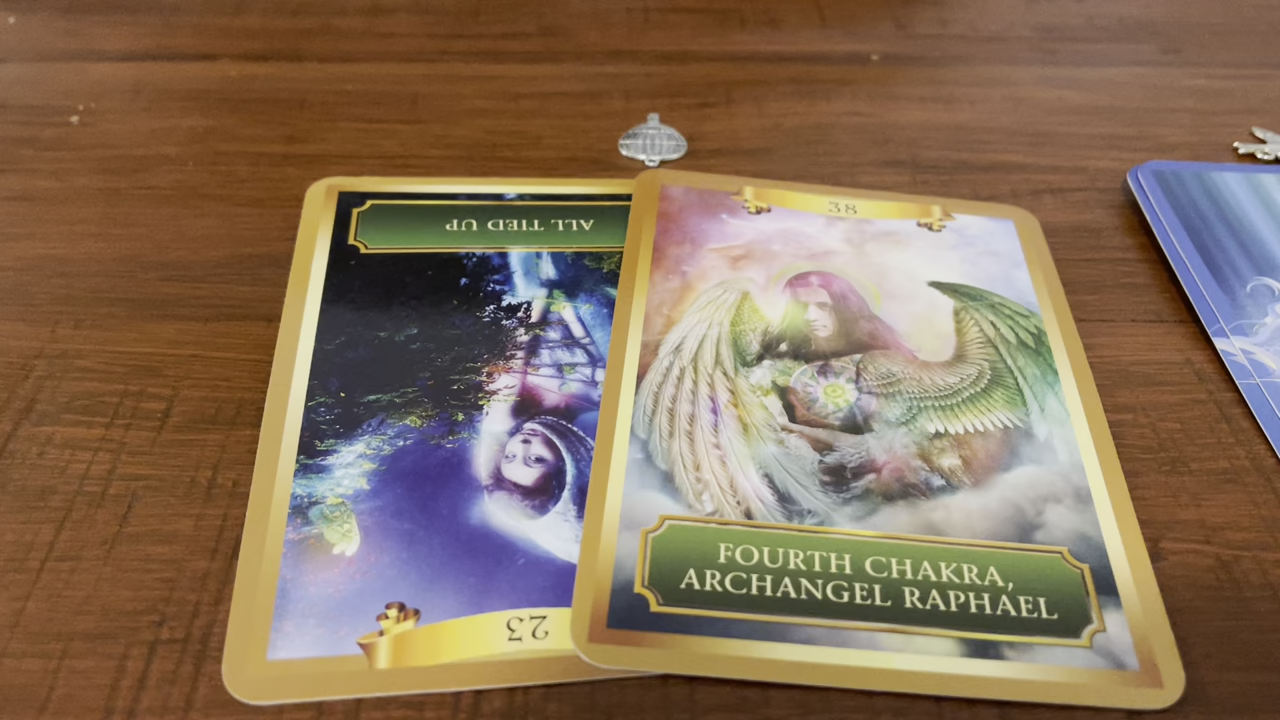 ALL TIED UP
23
38
FOURTH CHAKRA,
ARCHANGEL RAPHAEL